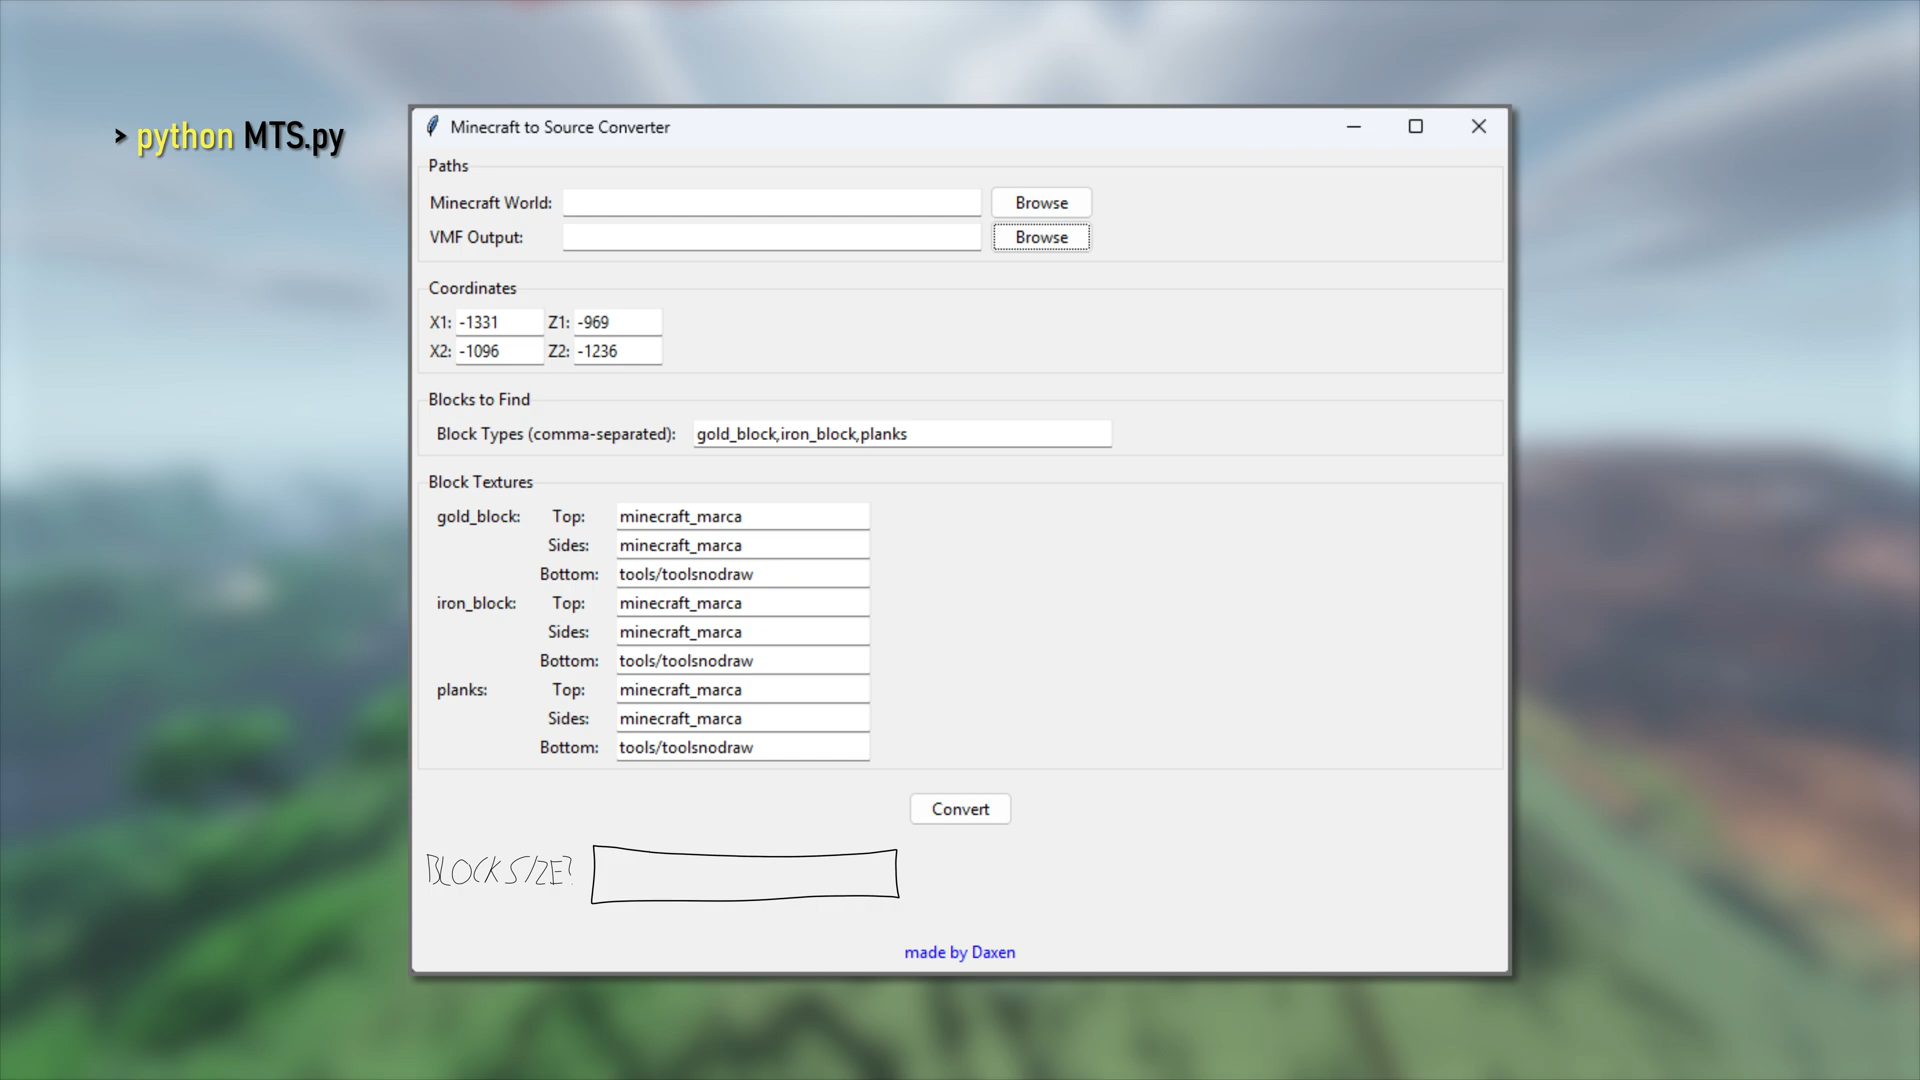 > python MTS.py
Minecraft to Source Converter
Paths
Minecraft World: Browse
VMF Output: Browse
Coordinates
X1: -1331 Z1: -969
X2: -1096 Z2: -1236
Blocks to Find
Block Types (comma-separated): gold_block,iron_block,planks
Block Textures
gold_block: Top: minecraft_marca
Sides: minecraft_marca
Bottom: tools/toolsnodraw
iron_block: Top: minecraft_marca
Sides: minecraft_marca
Bottom: tools/toolsnodraw
planks: Top: minecraft_marca
Sides: minecraft_marca
Bottom: tools/toolsnodraw
Convert
BLOCK SIZE?
made by Daxen